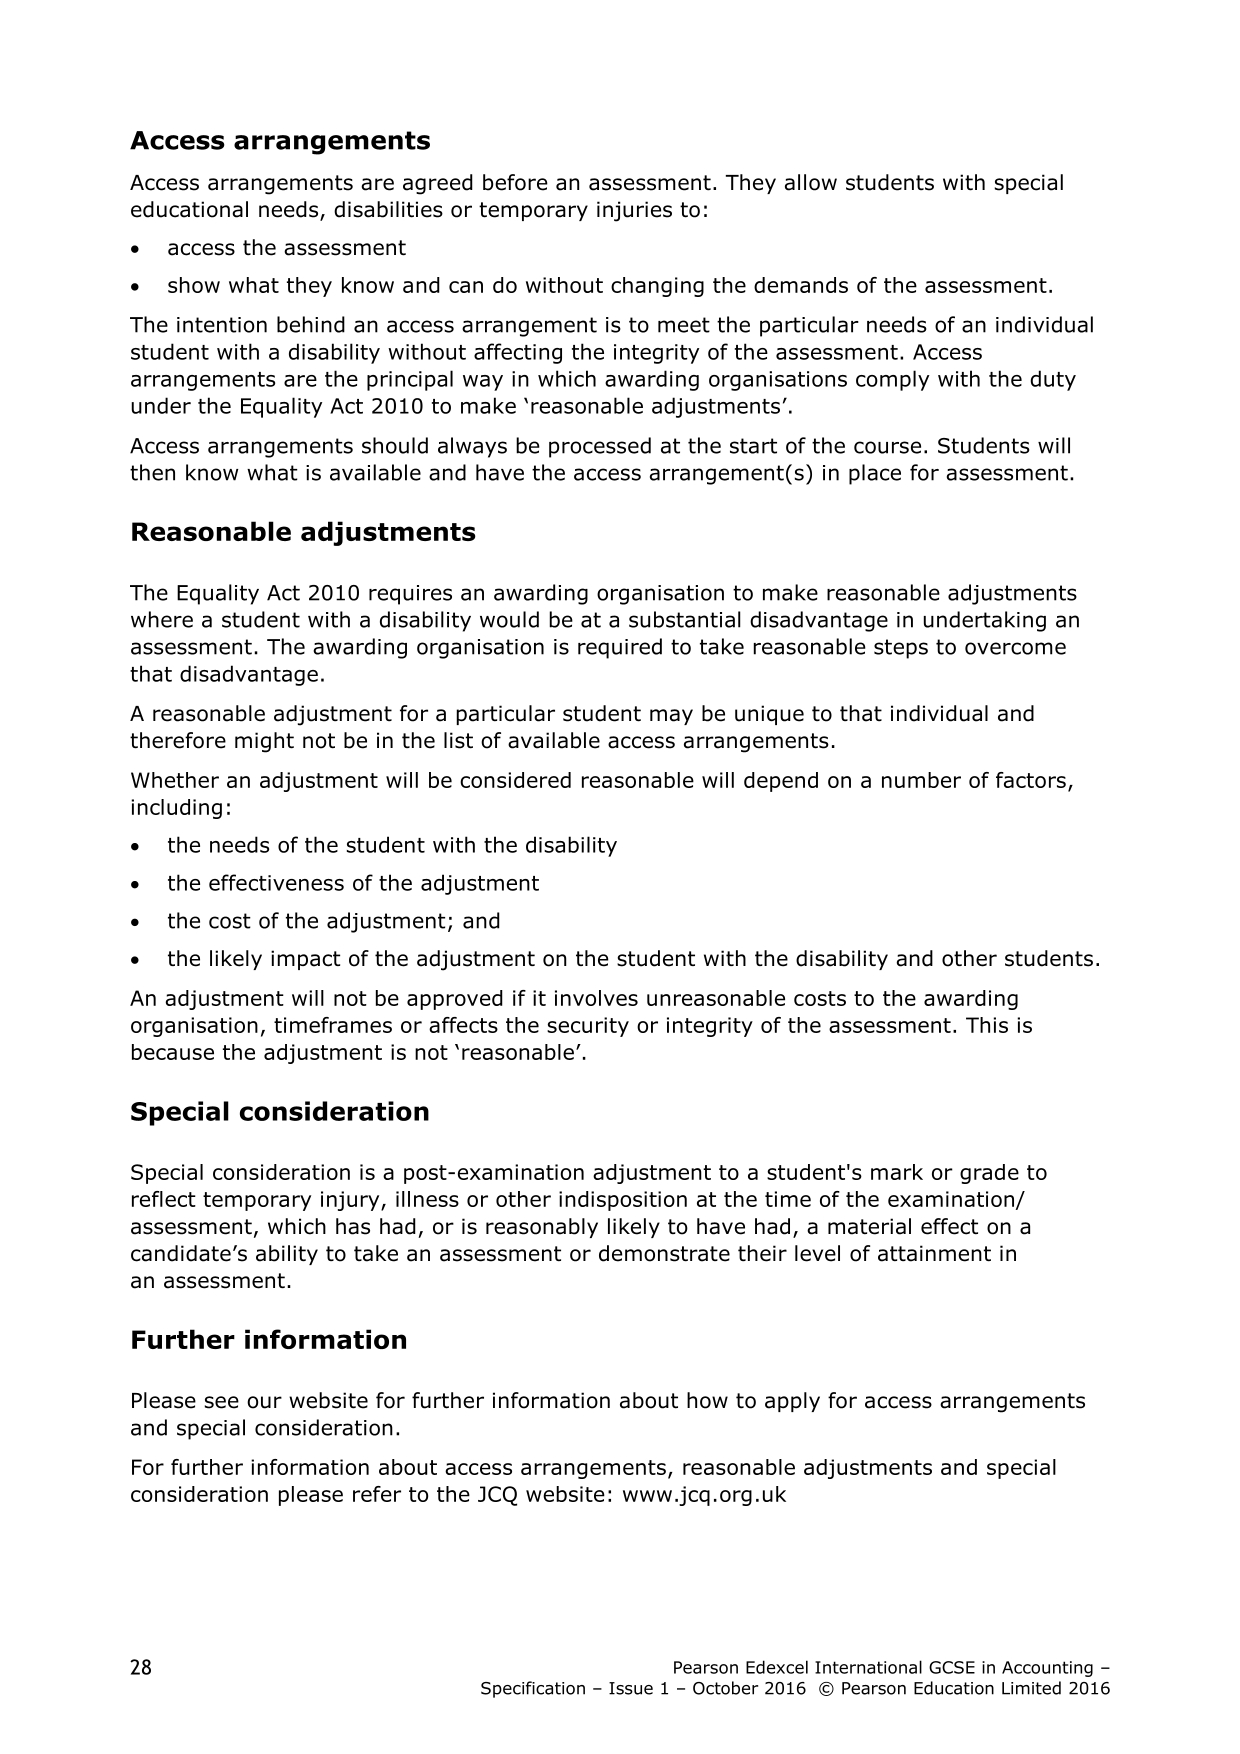 Access arrangements
Access arrangements are agreed before an assessment. They allow students with special
educational needs, disabilities or temporary injuries to:
• access the assessment
• show what they know and can do without changing the demands of the assessment.
The intention behind an access arrangement is to meet the particular needs of an individual
student with a disability without affecting the integrity of the assessment. Access
arrangements are the principal way in which awarding organisations comply with the duty
under the Equality Act 2010 to make ‘reasonable adjustments’.
Access arrangements should always be processed at the start of the course. Students will
then know what is available and have the access arrangement(s) in place for assessment.
Reasonable adjustments
The Equality Act 2010 requires an awarding organisation to make reasonable adjustments
where a student with a disability would be at a substantial disadvantage in undertaking an
assessment. The awarding organisation is required to take reasonable steps to overcome
that disadvantage.
A reasonable adjustment for a particular student may be unique to that individual and
therefore might not be in the list of available access arrangements.
Whether an adjustment will be considered reasonable will depend on a number of factors,
including:
• the needs of the student with the disability
• the effectiveness of the adjustment
• the cost of the adjustment; and
• the likely impact of the adjustment on the student with the disability and other students.
An adjustment will not be approved if it involves unreasonable costs to the awarding
organisation, timeframes or affects the security or integrity of the assessment. This is
because the adjustment is not ‘reasonable’.
Special consideration
Special consideration is a post-examination adjustment to a student's mark or grade to
reflect temporary injury, illness or other indisposition at the time of the examination/
assessment, which has had, or is reasonably likely to have had, a material effect on a
candidate’s ability to take an assessment or demonstrate their level of attainment in
an assessment.
Further information
Please see our website for further information about how to apply for access arrangements
and special consideration.
For further information about access arrangements, reasonable adjustments and special
consideration please refer to the JCQ website: www.jcq.org.uk
28
Pearson Edexcel International GCSE in Accounting –
Specification – Issue 1 – October 2016 © Pearson Education Limited 2016